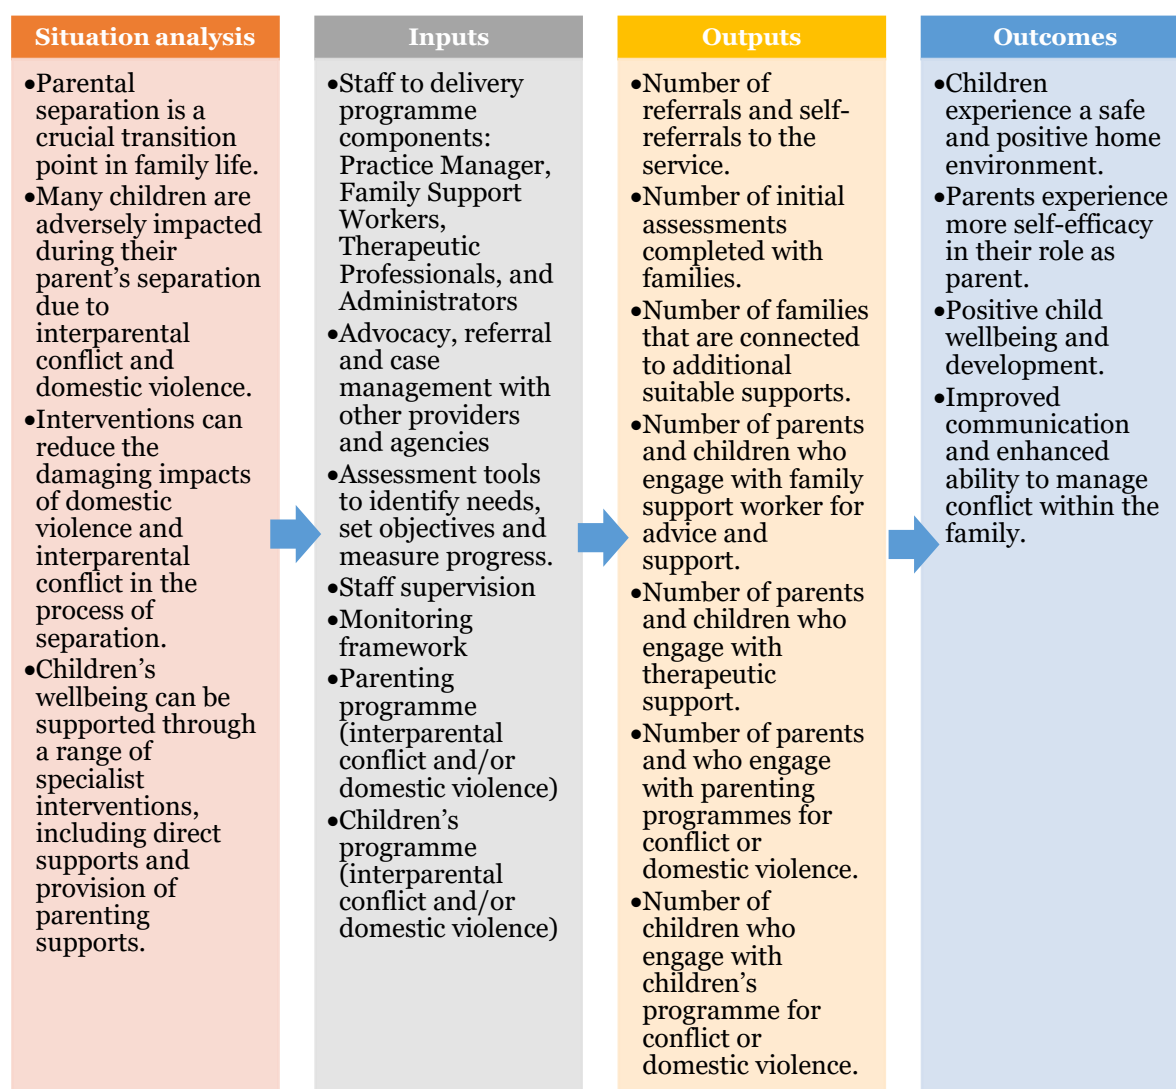 Situation analysis
•Parental
separation is a
crucial transition
point in family life.
•Many children are
adversely impacted
during their
parent’s separation
due to
interparental
conflict and
domestic violence.
•Interventions can
reduce the
damaging impacts
of domestic
violence and
interparental
conflict in the
process of
separation.
•Children’s
wellbeing can be
supported through
a range of
specialist
interventions,
including direct
supports and
provision of
parenting
supports.
Inputs
•Staff to delivery
programme
components:
Practice Manager,
Family Support
Workers,
Therapeutic
Professionals, and
Administrators
•Advocacy, referral
and case
management with
other providers
and agencies
•Assessment tools
to identify needs,
set objectives and
measure progress.
•Staff supervision
•Monitoring
framework
•Parenting
programme
(interparental
conflict and/or
domestic violence)
•Children’s
programme
(interparental
conflict and/or
domestic violence)
Outputs
•Number of
referrals and self-
referrals to the
service.
•Number of initial
assessments
completed with
families.
•Number of families
that are connected
to additional
suitable supports.
•Number of parents
and children who
engage with family
support worker for
advice and
support.
•Number of parents
and children who
engage with
therapeutic
support.
•Number of parents
and who engage
with parenting
programmes for
conflict or
domestic violence.
•Number of
children who
engage with
children’s
programme for
conflict or
domestic violence.
Outcomes
•Children
experience a safe
and positive home
environment.
•Parents experience
more self-efficacy
in their role as
parent.
•Positive child
wellbeing and
development.
•Improved
communication
and enhanced
ability to manage
conflict within the
family.